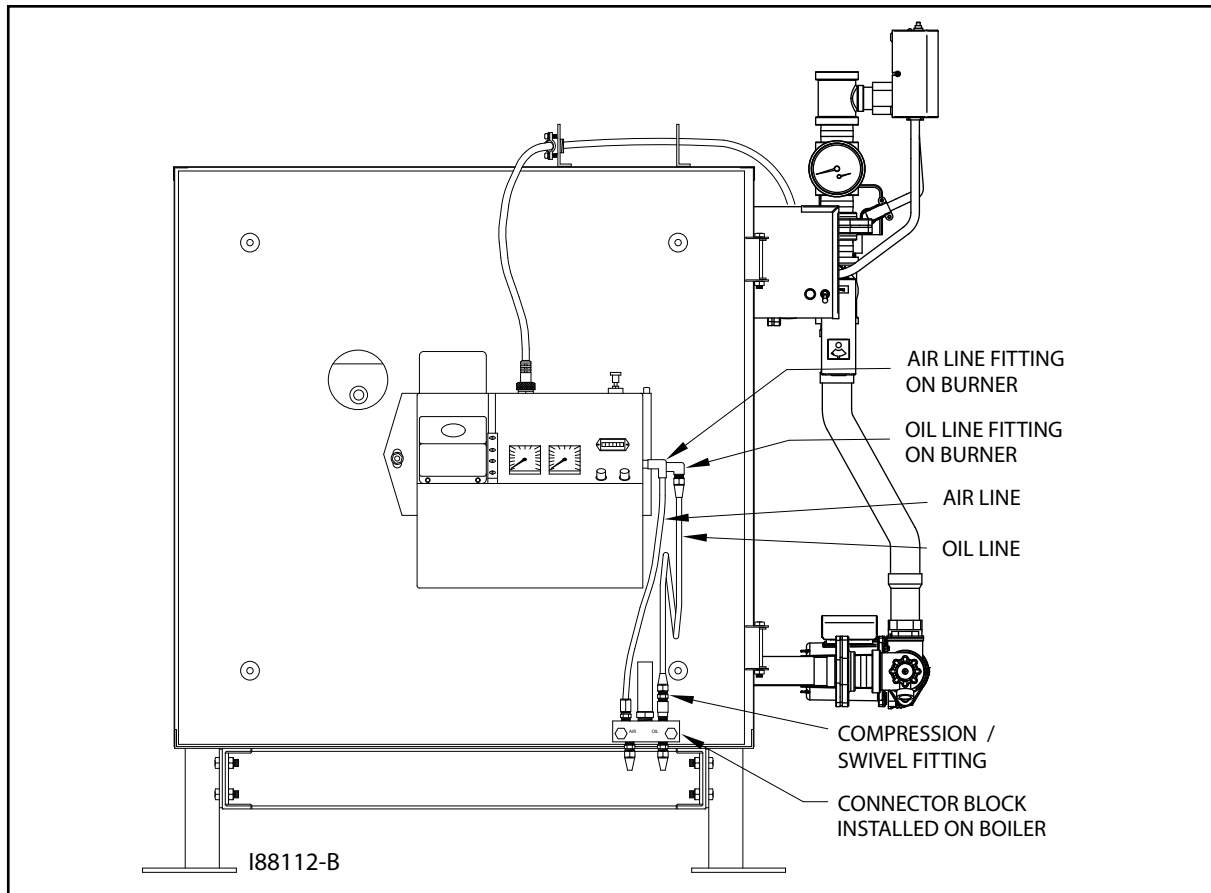 AIR LINE FITTING
ON BURNER
OIL LINE FITTING
ON BURNER
AIR LINE
OIL LINE
COMPRESSION /
SWIVEL FITTING
AIR OIL
CONNECTOR BLOCK
INSTALLED ON BOILER
I88112-B